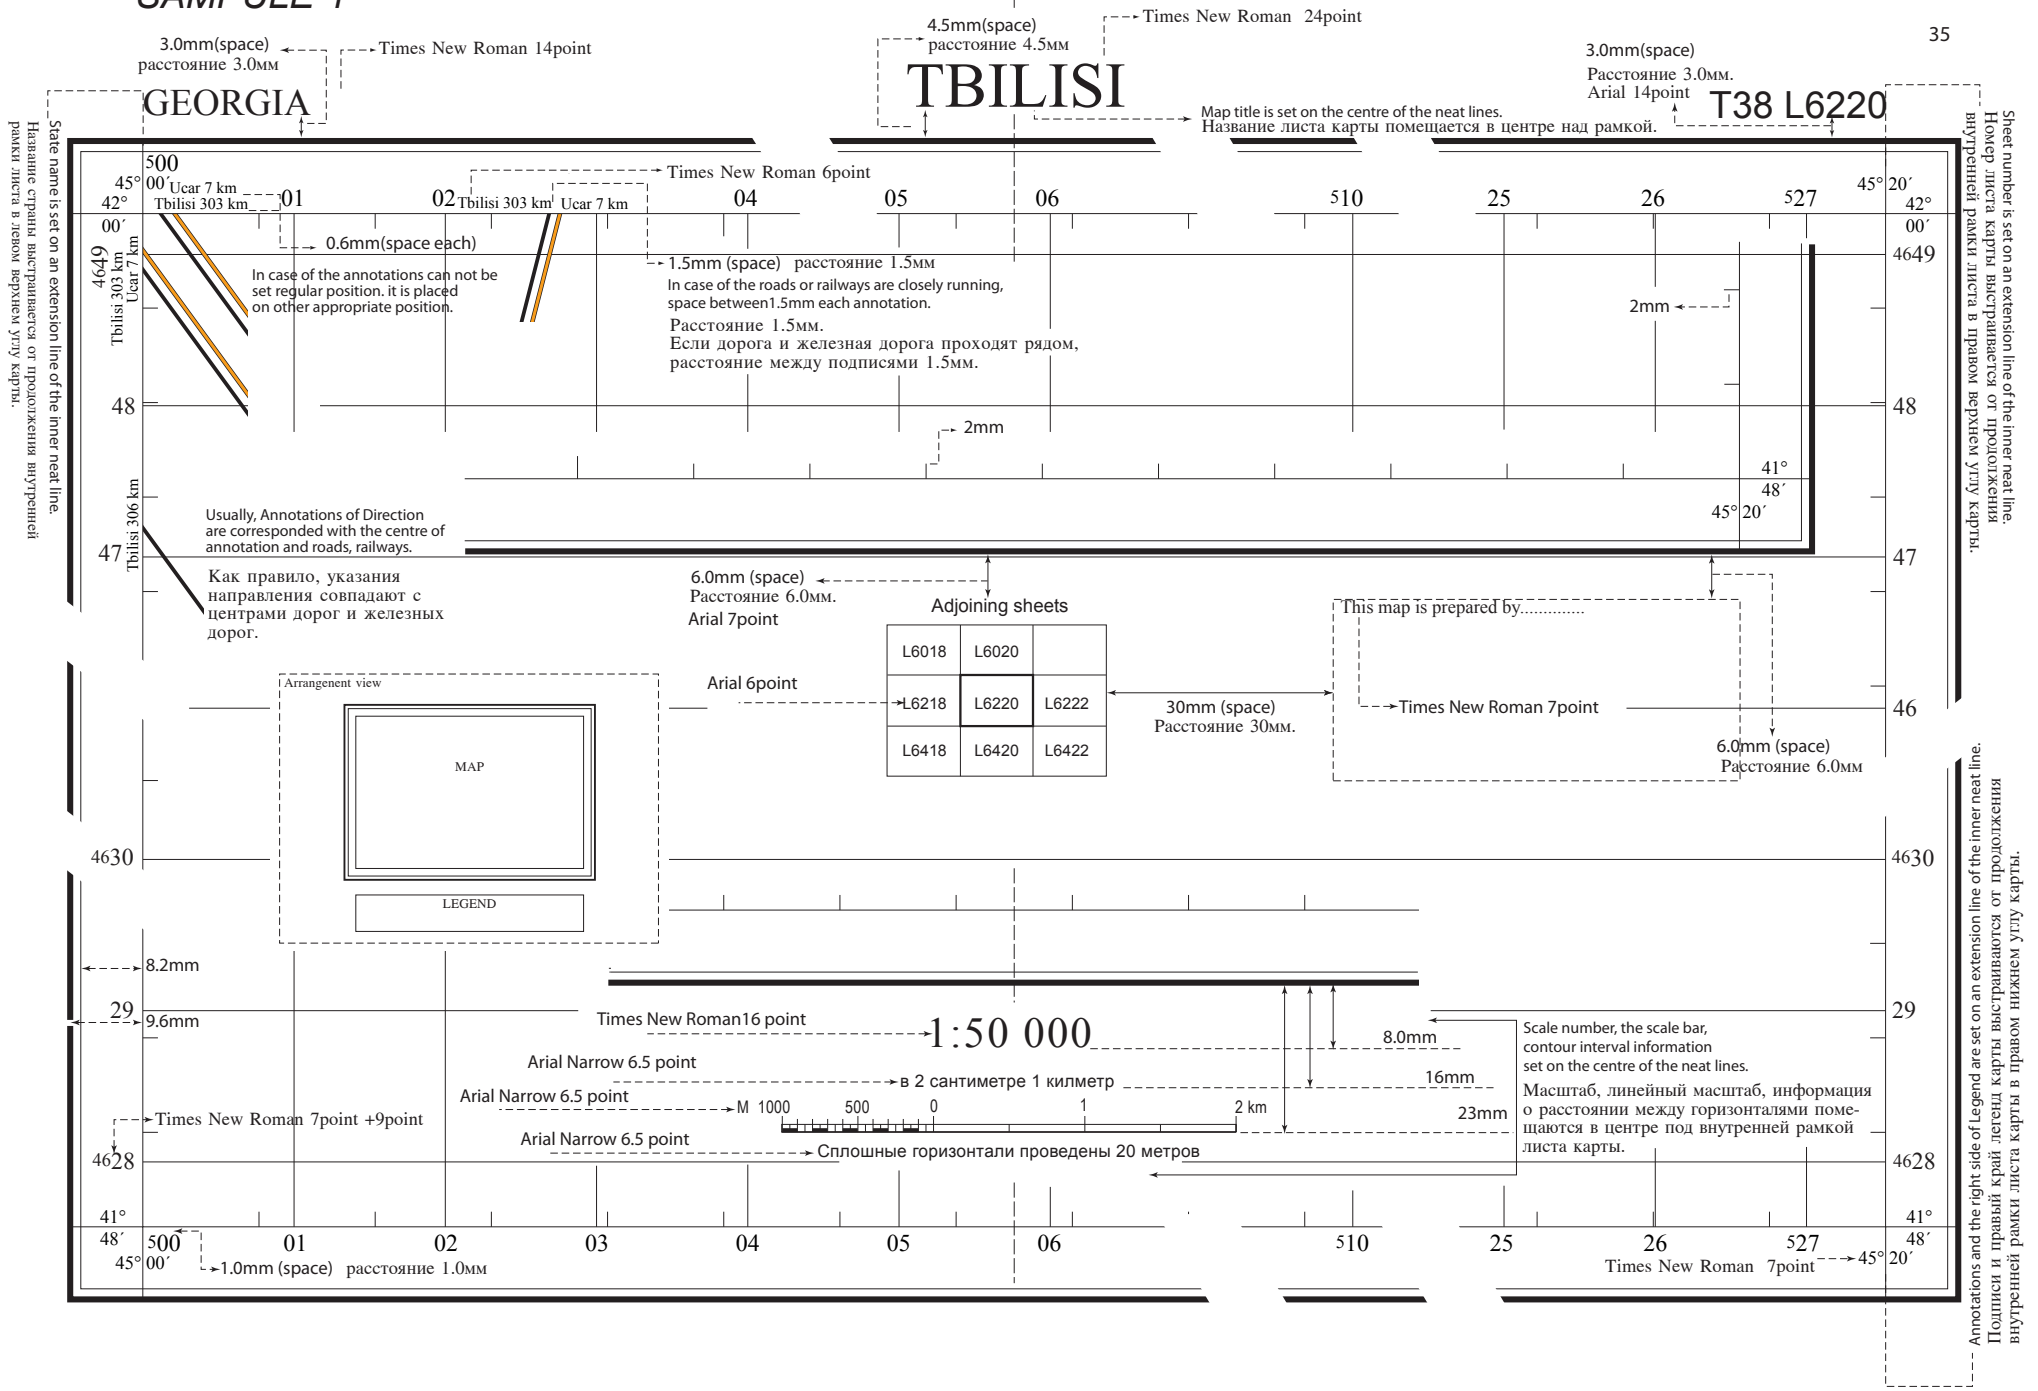 SAMPULE 1
35
3.0mm(space)
расстояние 3.0мм
Times New Roman 14point
GEORGIA
4.5mm(space)
расстояние 4.5мм
Times New Roman 24point
TBILISI
Map title is set on the centre of the neat lines.
Название листа карты помещается в центре над рамкой.
3.0mm(space)
Расстояние 3.0мм.
Arial 14point
T38 L6220
State name is set on an extension line of the inner neat line.
Название страны выстраивается от продолжения внутренней
рамки листа в левом верхнем углу карты.
Sheet number is set on an extension line of the inner neat line.
Номер листа карты выстраивается от продолжения
внутренней рамки листа в правом верхнем углу карты.
500
45° 00′
42°
00′
Ucar 7 km
Tbilisi 303 km
01
02
Tbilisi 303 km
Ucar 7 km
Times New Roman 6point
04
05
06
510
25
26
527
45° 20′
42°
00′
4649
Tbilisi 303 km
Ucar 7 km
0.6mm(space each)
In case of the annotations can not be
set regular position. it is placed
on other appropriate position.
1.5mm (space) расстояние 1.5мм
In case of the roads or railways are closely running,
space between1.5mm each annotation.
Расстояние 1.5мм.
Если дорога и железная дорога проходят рядом,
расстояние между подписями 1.5мм.
2mm
4649
48
48
2mm
41°
48′
45° 20′
Tbilisi 306 km
47
47
Usually, Annotations of Direction
are corresponded with the centre of
annotation and roads, railways.
Как правило, указания
направления совпадают с
центрами дорог и железных
дорог.
6.0mm (space)
Расстояние 6.0мм.
Arial 7point
Adjoining sheets
L6018 L6020
L6218 L6220 L6222
L6418 L6420 L6422
Arial 6point
30mm (space)
Расстояние 30мм.
This map is prepared by..............
Times New Roman 7point
46
6.0mm (space)
Расстояние 6.0мм
Arrangenent view
MAP
LEGEND
4630
4630
8.2mm
29
9.6mm
29
Times New Roman16 point
1:50 000
8.0mm
Arial Narrow 6.5 point
в 2 сантиметре 1 килметр
16mm
Arial Narrow 6.5 point
M 1000 500 0 1 2 km
23mm
Arial Narrow 6.5 point
Сплошные горизонтали проведены 20 метров
Scale number, the scale bar,
contour interval information
set on the centre of the neat lines.
Масштаб, линейный масштаб, информация
о расстоянии между горизонталями поме-
щаются в центре под внутренней рамкой
листа карты.
Times New Roman 7point +9point
4628
4628
41°
48′
500
45° 00′
01
02
03
04
05
06
510
25
26
527
41°
48′
45° 20′
1.0mm (space) расстояние 1.0мм
Times New Roman 7point
Annotations and the right side of Legend are set on an extension line of the inner neat line.
Подписи и правый край легенд карты выстраиваются от продолжения
внутренней рамки листа карты в правом нижнем углу карты.